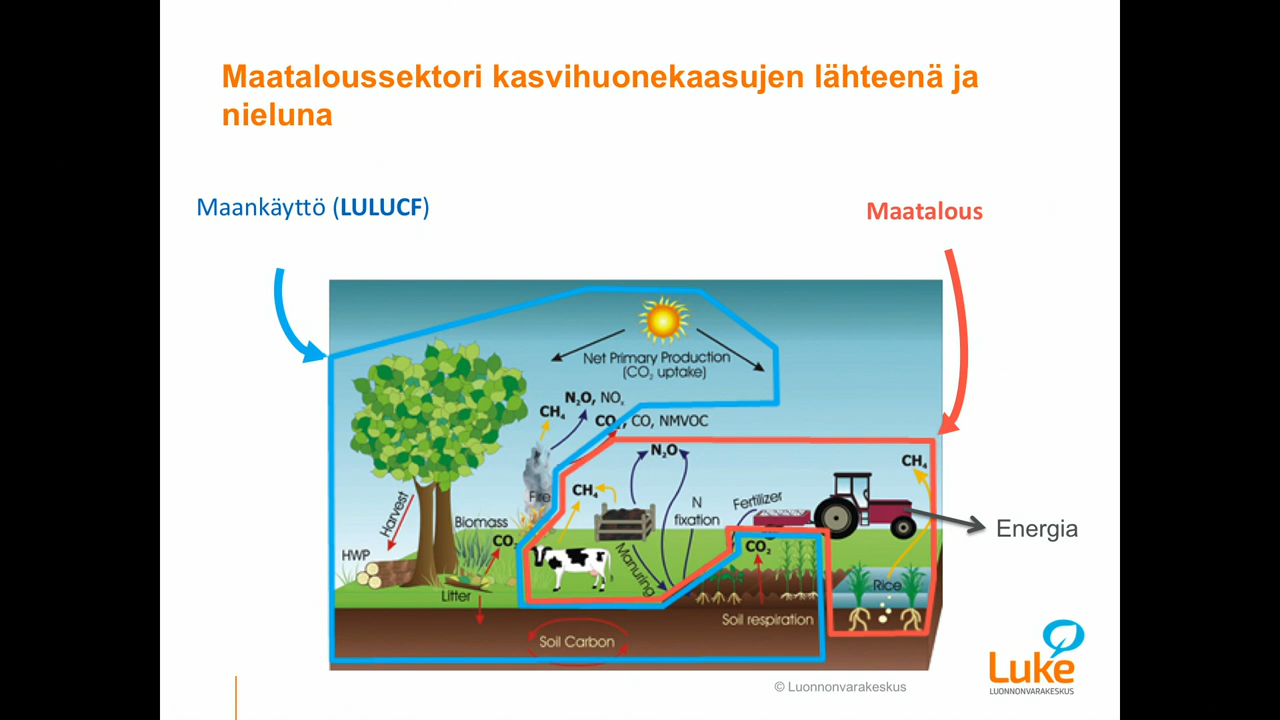 Maataloussektori kasvihuonekaasujen lähteenä ja
nieluna
Maankäyttö (LULUCF)
Maatalous
Net Primary Production
(CO₂ uptake)
N₂O, NOₓ
CH₄
CO₂, CO, NMVOC
N₂O
CH₄
Fire
CH₄
N
fixation
Fertilizer
Energia
Harvest
Biomass
CO₂
HWP
Litter
Manuring
CO₂
Rice
Soil respiration
Soil Carbon
© Luonnonvarakeskus
Luke
LUONNONVARAKESKUS